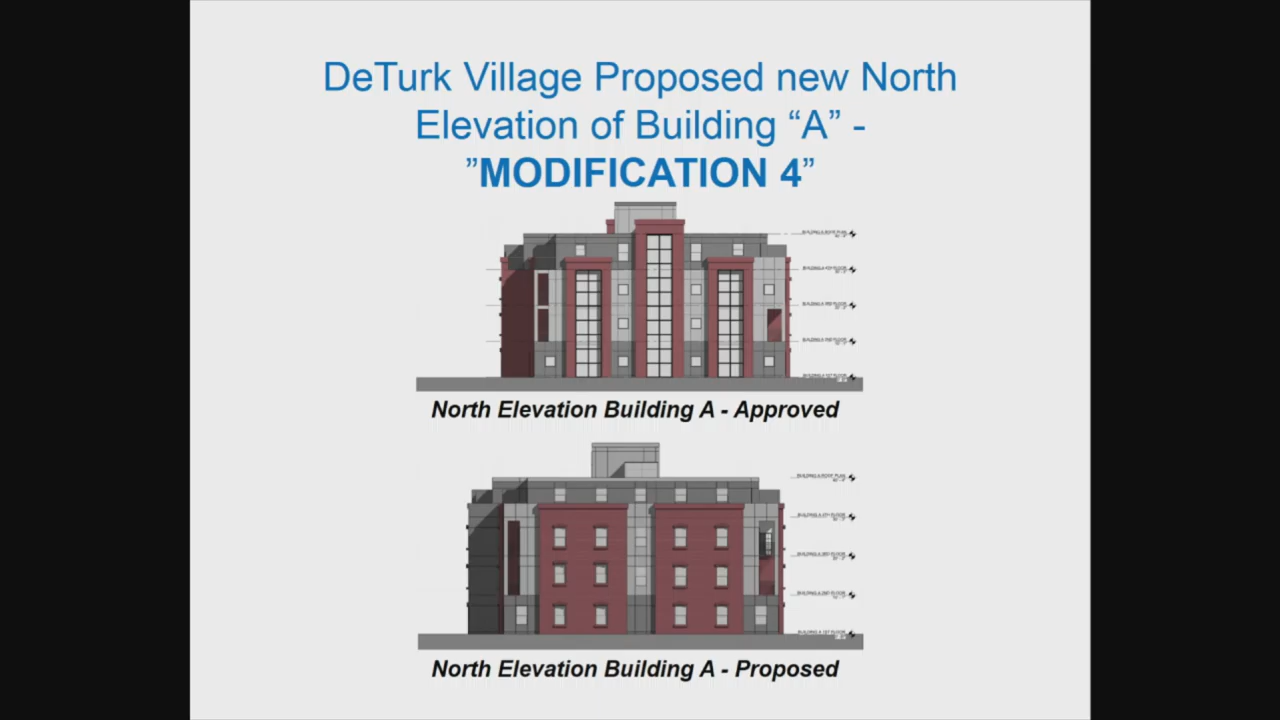 DeTurk Village Proposed new North
Elevation of Building “A” -
”MODIFICATION 4”
North Elevation Building A - Approved
North Elevation Building A - Proposed